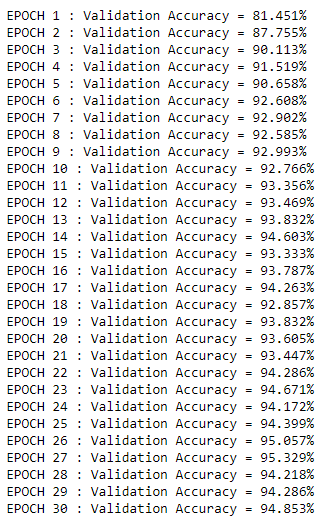 EPOCH 1 : Validation Accuracy = 81.451%
EPOCH 2 : Validation Accuracy = 87.755%
EPOCH 3 : Validation Accuracy = 90.113%
EPOCH 4 : Validation Accuracy = 91.519%
EPOCH 5 : Validation Accuracy = 90.658%
EPOCH 6 : Validation Accuracy = 92.608%
EPOCH 7 : Validation Accuracy = 92.902%
EPOCH 8 : Validation Accuracy = 92.585%
EPOCH 9 : Validation Accuracy = 92.993%
EPOCH 10 : Validation Accuracy = 92.766%
EPOCH 11 : Validation Accuracy = 93.356%
EPOCH 12 : Validation Accuracy = 93.469%
EPOCH 13 : Validation Accuracy = 93.832%
EPOCH 14 : Validation Accuracy = 94.603%
EPOCH 15 : Validation Accuracy = 93.333%
EPOCH 16 : Validation Accuracy = 93.787%
EPOCH 17 : Validation Accuracy = 94.263%
EPOCH 18 : Validation Accuracy = 92.857%
EPOCH 19 : Validation Accuracy = 93.832%
EPOCH 20 : Validation Accuracy = 93.605%
EPOCH 21 : Validation Accuracy = 93.447%
EPOCH 22 : Validation Accuracy = 94.286%
EPOCH 23 : Validation Accuracy = 94.671%
EPOCH 24 : Validation Accuracy = 94.172%
EPOCH 25 : Validation Accuracy = 94.399%
EPOCH 26 : Validation Accuracy = 95.057%
EPOCH 27 : Validation Accuracy = 95.329%
EPOCH 28 : Validation Accuracy = 94.218%
EPOCH 29 : Validation Accuracy = 94.286%
EPOCH 30 : Validation Accuracy = 94.853%